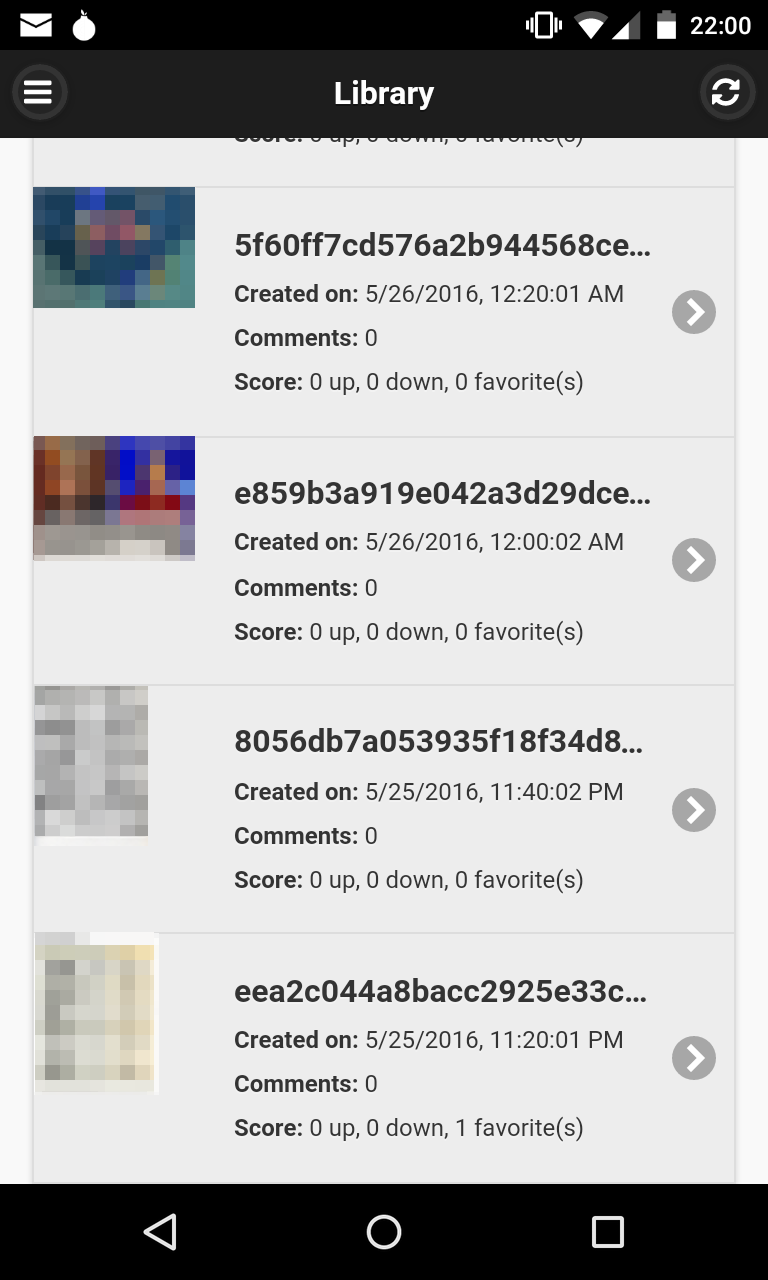 22:00
Library
Score: 0 up, 0 down, 0 favorite(s)
5f60ff7cd576a2b944568ce...
Created on: 5/26/2016, 12:20:01 AM
Comments: 0
Score: 0 up, 0 down, 0 favorite(s)
e859b3a919e042a3d29dce...
Created on: 5/26/2016, 12:00:02 AM
Comments: 0
Score: 0 up, 0 down, 0 favorite(s)
8056db7a053935f18f34d8...
Created on: 5/25/2016, 11:40:02 PM
Comments: 0
Score: 0 up, 0 down, 0 favorite(s)
eea2c044a8bacc2925e33c...
Created on: 5/25/2016, 11:20:01 PM
Comments: 0
Score: 0 up, 0 down, 1 favorite(s)